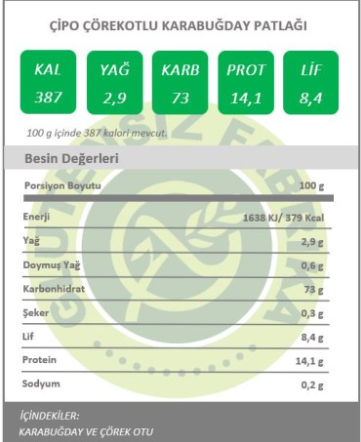 ÇİPO ÇÖREKOTLU KARABUĞDAY PATLAĞI
KAL YAĞ KARB PROT LİF
387 2,9 73 14,1 8,4
100 g içinde 387 kalori mevcut.
Besin Değerleri
Porsiyon Boyutu 100 g
Enerji 1638 KJ/ 379 Kcal
Yağ 2,9 g
Doymuş Yağ 0,6 g
Karbonhidrat 73 g
Şeker 0,3 g
Lif 8,4 g
Protein 14,1 g
Sodyum 0,2 g
İÇİNDEKİLER:
KARABUĞDAY VE ÇÖREK OTU
GLUTENSİZ FABRİKA